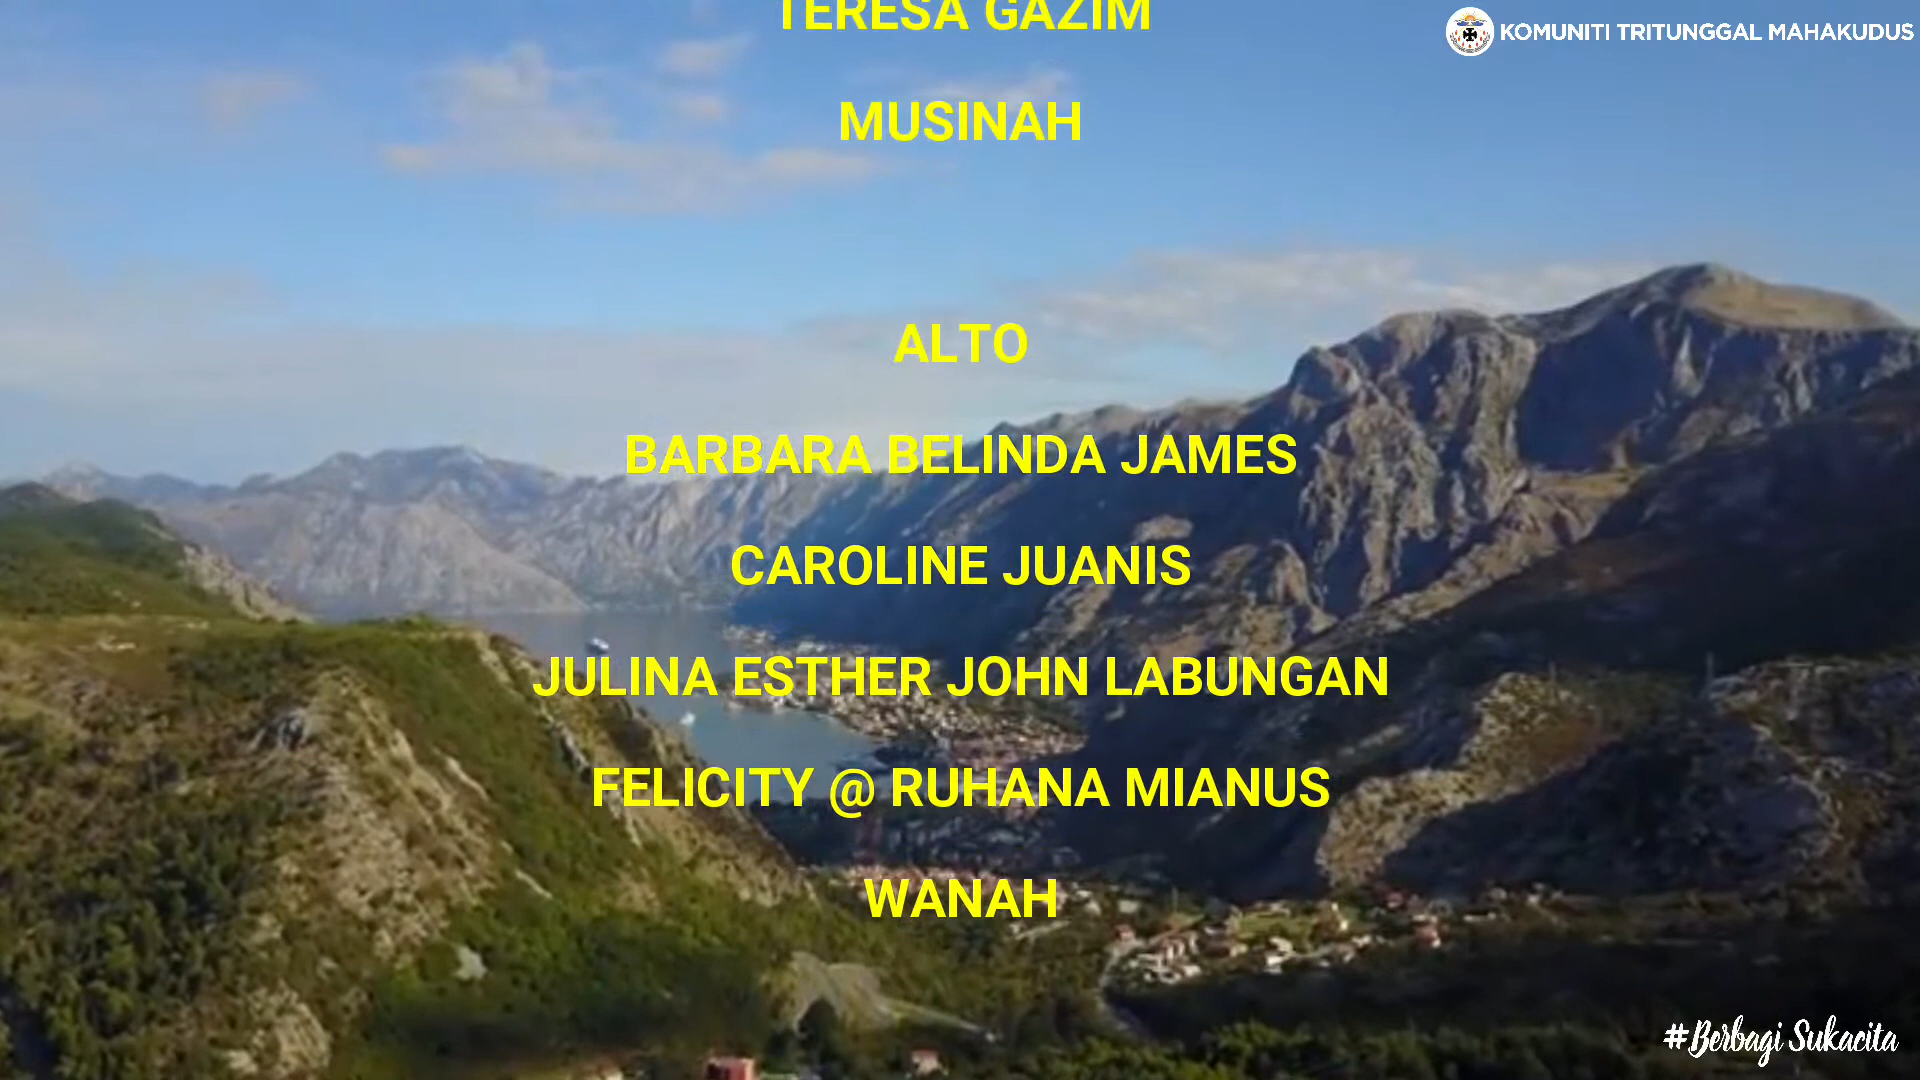 TERESA GAZIM
KOMUNITI TRITUNGGAL MAHAKUDUS
MUSINAH
ALTO
BARBARA BELINDA JAMES
CAROLINE JUANIS
JULINA ESTHER JOHN LABUNGAN
FELICITY @ RUHANA MIANUS
WANAH
#Berbagi Sukacita